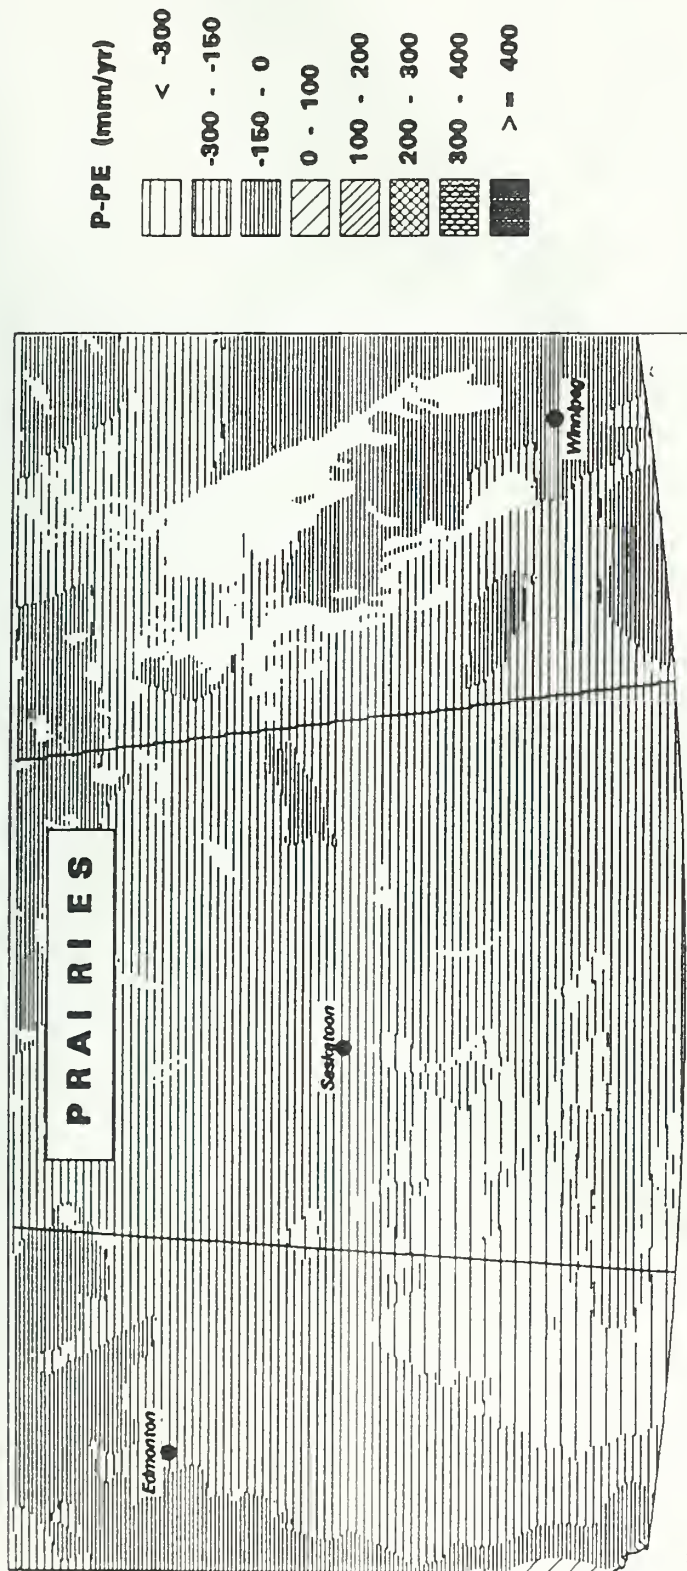 PRAIRIES
Edmonton
Saskatoon
Winnipeg
P-PE (mm/yr)
< -300
-300 - -150
-150 - 0
0 - 100
100 - 200
200 - 300
300 - 400
>= 400